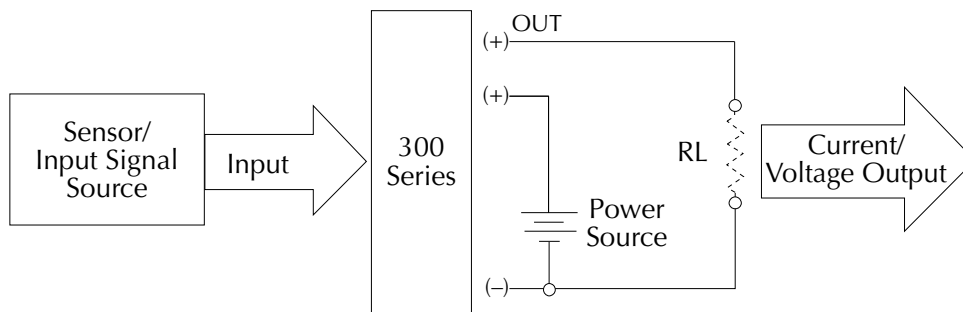 Sensor/
Input Signal
Source
Input
300
Series
(+) OUT
(+)
(–)
Power
Source
RL
Current/
Voltage Output